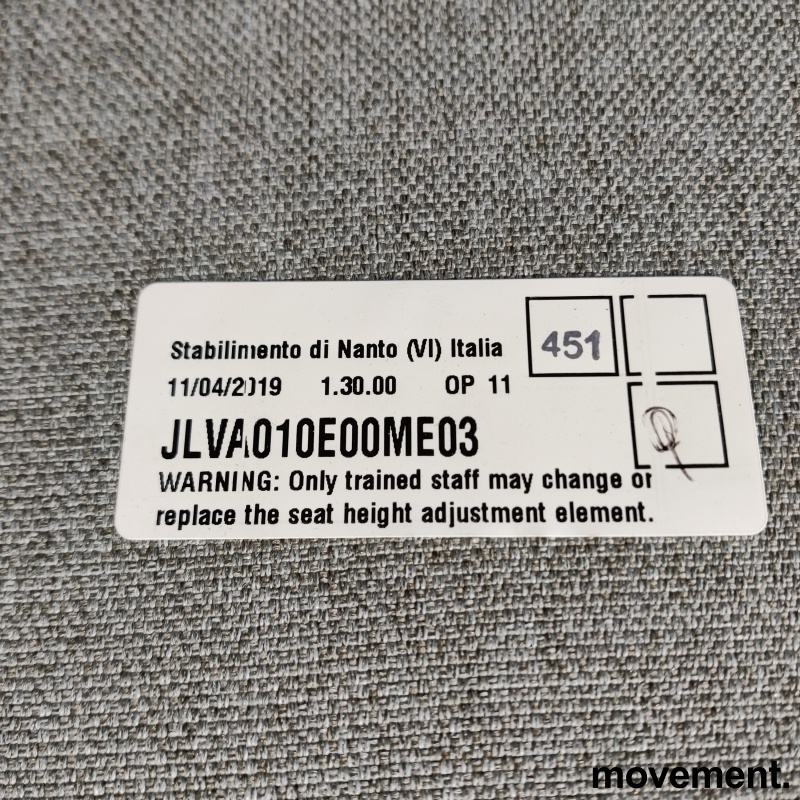 Stabilimento di Nanto (VI) Italia
451
11/04/2019 1.30.00 OP 11
JLVA010E00ME03
WARNING: Only trained staff may change or
replace the seat height adjustment element.
movement.